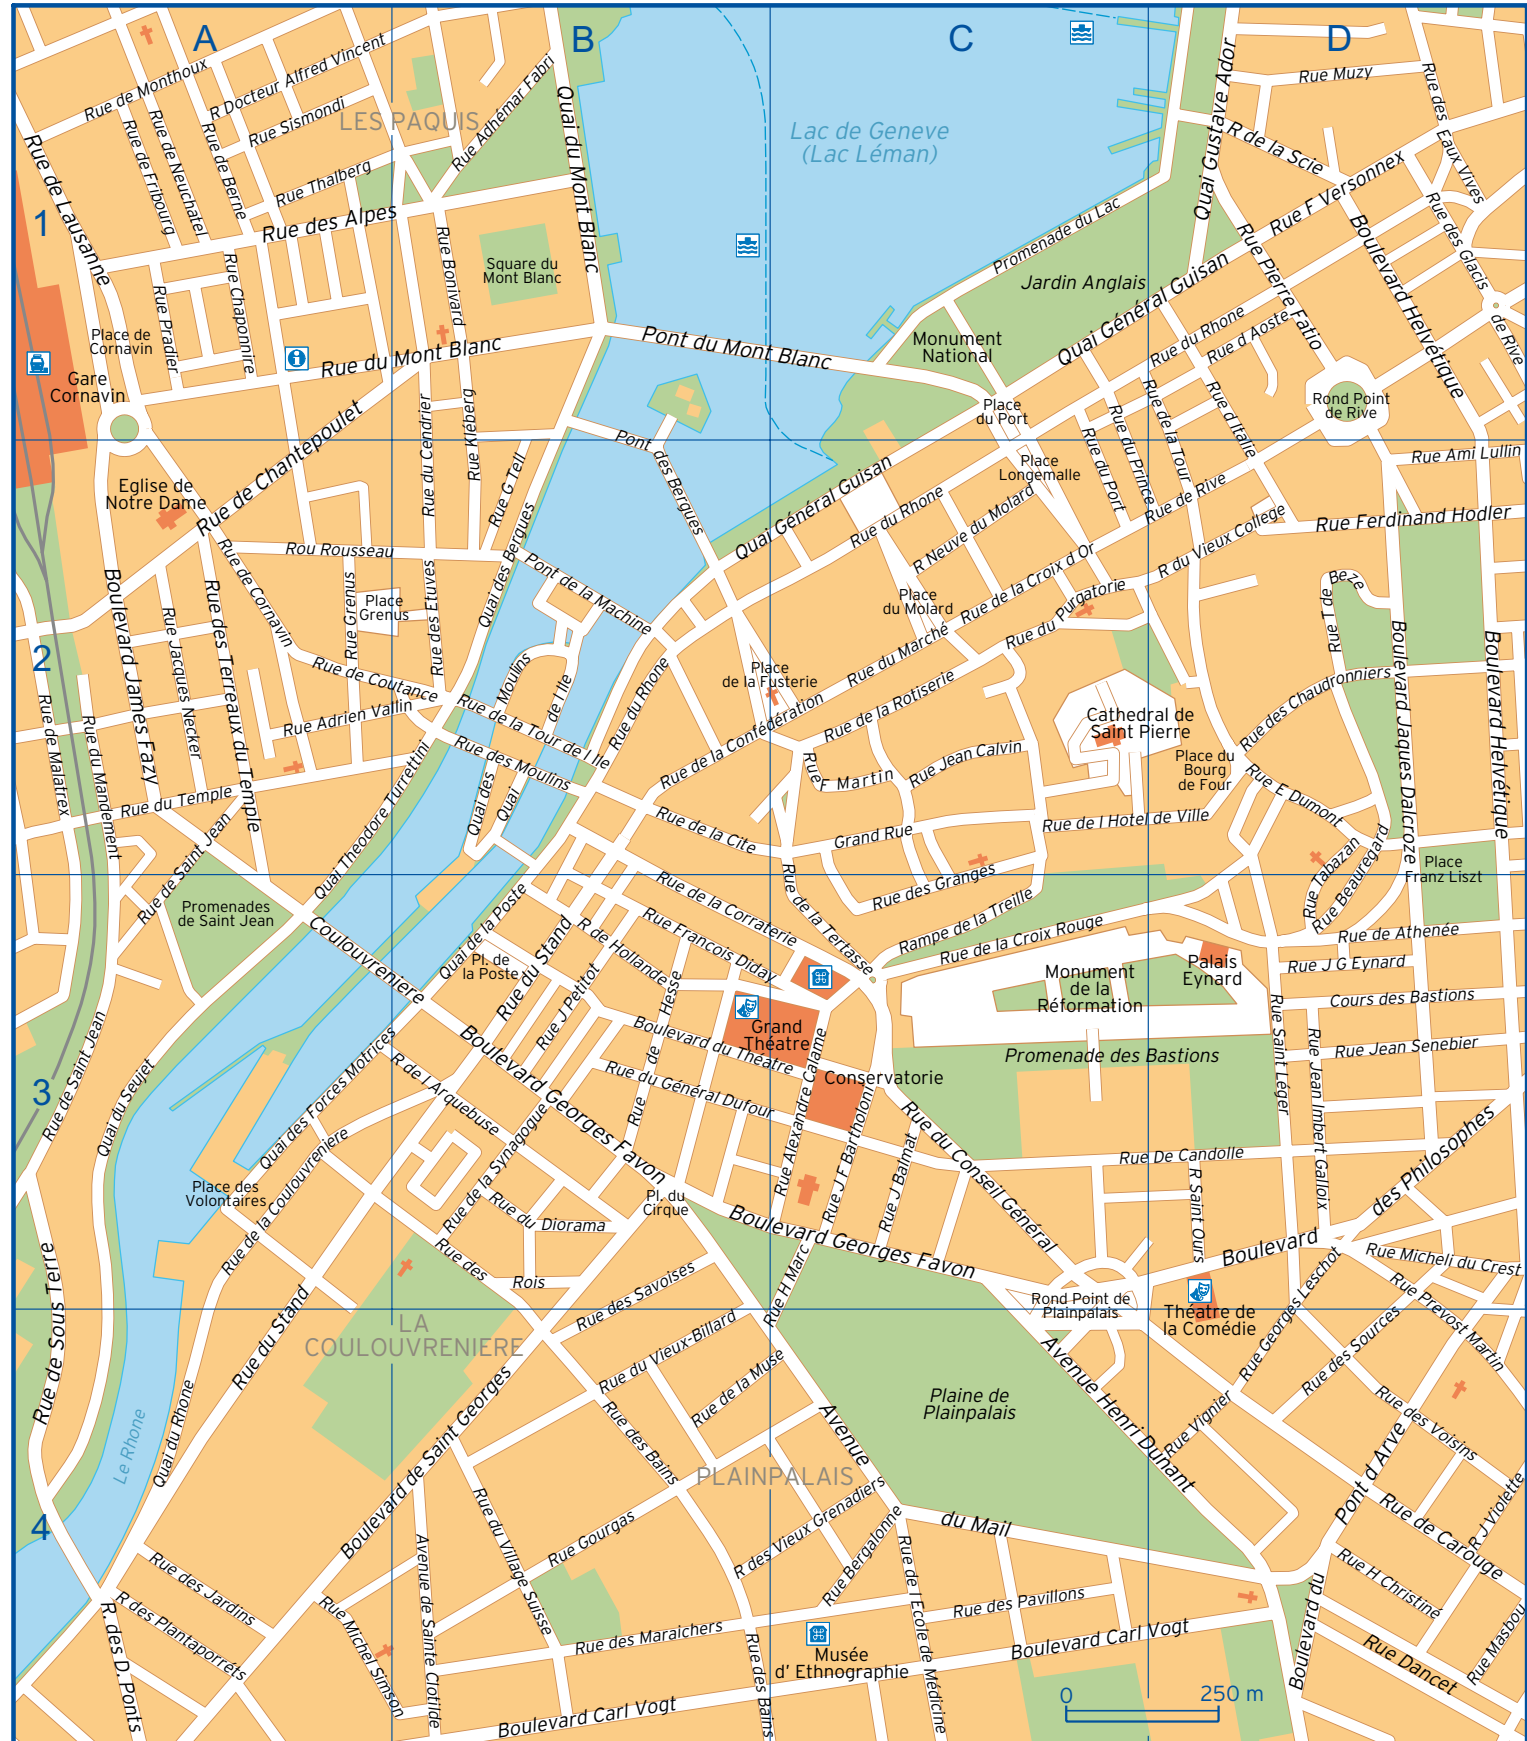 A
B
C
D
1
2
3
4
Rue de Monthoux
R Docteur Alfred Vincent
Rue Sismondi
LES PAQUIS
Rue Adhémar Fabri
Quai du Mont Blanc
Lac de Geneve
(Lac Léman)
Quai Gustave Ador
Rue Muzy
Rue des Eaux Vives
R de la Scie
Rue F Versonnex
Rue de Lausanne
Rue de Fribourg
Rue de Neuchatel
Rue de Berne
Rue Thalberg
Rue des Alpes
Rue Bonivard
Square du
Mont Blanc
Promenade du Lac
Jardin Anglais
Quai Général Guisan
Rue Pierre Fatio
Boulevard Helvétique
Rue des Glacis
de Rive
Rue Pradier
Rue Chaponnire
Place de
Cornavin
Gare
Cornavin
Rue du Mont Blanc
Pont du Mont Blanc
Monument
National
Rue du Rhone
Rue d Aoste
Rond Point
de Rive
Place
du Port
Rue de Chantepoulet
Rue du Cendrier
Rue Kléberg
Rue G Tell
Pont des Bergues
Rue du Port
Rue du Prince
Rue de la Tour
Rue d Italie
Place
Longemalle
Rue Ami Lullin
Eglise de
Notre Dame
Rue de Cornavin
Rou Rousseau
Quai des Bergues
Quai Général Guisan
Rue du Rhone
R Neuve du Molard
Rue de Rive
R du Vieux College
Rue Ferdinand Hodler
Boulevard James Fazy
Rue Jacques Necker
Rue des Terreaux du Temple
Rue Grenus
Place
Grenus
Rue des Etuves
Pont de la Machine
Place
du Molard
Rue de la Croix d Or
Rue du Purgatorie
Rue T de Beze
Rue de Coutance
Moulins
de l Ile
Rue du Rhone
Place
de la Fusterie
Rue du Marché
Rue de la Rotiserie
Rue des Chaudronniers
Boulevard Jaques Dalcroze
Boulevard Helvétique
Rue de Malatrex
Rue du Mandement
Rue Adrien Vallin
Rue de la Tour de l Ile
Rue des Moulins
Rue de la Confédération
Cathedral de
Saint Pierre
Place du
Bourg
de Four
Rue F Martin
Rue Jean Calvin
Rue E Dumont
Rue du Temple
Quai Theodore Turrettini
Quai des
Quai
Rue de la Cite
Grand Rue
Rue de l Hotel de Ville
Rue Tabazan
Rue Beauregard
Place
Franz Liszt
Rue de Saint Jean
Rue des Granges
Promenades
de Saint Jean
Coulouvreniere
Quai de la Poste
Pl. de
la Poste
Rue du Stand
R de Hollande
Rue Francois Diday
Rue de la Corraterie
Rue de la Tertasse
Rampe de la Treille
Rue de la Croix Rouge
Rue de Athenée
Palais
Eynard
Rue J G Eynard
Cours des Bastions
Monument
de la
Réformation
Rue J Petitot
Rue de Hesse
Grand
Théatre
Boulevard du Théatre
Promenade des Bastions
Rue Saint Léger
Rue Jean Senebier
Rue Jean Imbert Galloix
Rue de Saint Jean
Quai du Seujet
Quai des Forces Motrices
R de l Arquebuse
Boulevard Georges Favon
Rue du Général Dufour
Rue Alexandre Calame
Conservatorie
Rue J F Bartholoni
Rue J Balmat
Rue du Conseil Général
Rue De Candolle
R Saint Ours
Boulevard des Philosophes
Place des
Volontaires
Rue de la Coulouvreniere
Rue de la Synagogue
Rue du Diorama
Pl. du
Cirque
Boulevard Georges Favon
Rue H Marc
Rue Micheli du Crest
Rue Prevost Martin
Rue de Sous Terre
Rue des Rois
Rue des Savoises
Rond Point de
Plainpalais
Théatre de
la Comédie
Rue Georges Leschot
Rue des Sources
Rue du Stand
LA
COULOUVRENIERE
Rue du Vieux-Billard
Rue de la Muse
Plaine de
Plainpalais
Avenue Henri Dunant
Rue Vignier
Rue des Voisins
Le Rhone
Quai du Rhone
Boulevard de Saint Georges
Rue des Bains
PLAINPALAIS
Avenue du Mail
Boulevard du Pont d Arve
Rue de Carouge
R J Violette
Rue du Village Suisse
Rue Gourgas
R des Vieux Grenadiers
Rue Bergalonne
Rue de l Ecole de Médicine
Rue H Christine
Rue des Jardins
R des Plantaporréts
Rue Michel Simson
Avenue de Sainte Clotilde
Rue des Maraichers
Rue des Pavillons
Boulevard Carl Vogt
Rue Masbou
Rue Dancet
Musée
d' Ethnographie
R. des D. Ponts
Boulevard Carl Vogt
Rue des Bains
0 250 m